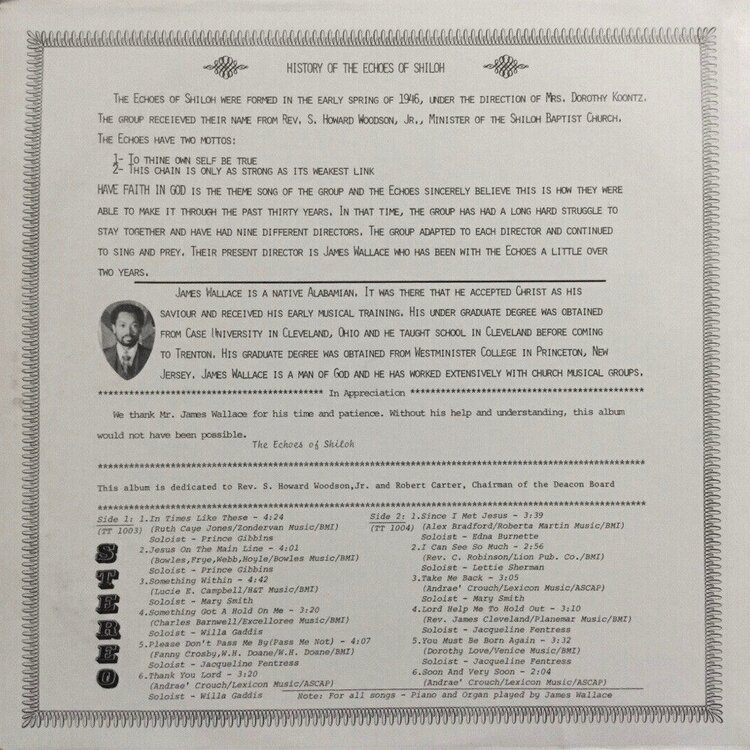 HISTORY OF THE ECHOES OF SHILOH
THE ECHOES OF SHILOH WERE FORMED IN THE EARLY SPRING OF 1946, UNDER THE DIRECTION OF MRS. DOROTHY KOONTZ.
THE GROUP RECEIEVED THEIR NAME FROM REV. S. HOWARD WOODSON, JR., MINISTER OF THE SHILOH BAPTIST CHURCH.
THE ECHOES HAVE TWO MOTTOS:
1- TO THINE OWN SELF BE TRUE
2- THIS CHAIN IS ONLY AS STRONG AS ITS WEAKEST LINK
HAVE FAITH IN GOD IS THE THEME SONG OF THE GROUP AND THE ECHOES SINCERELY BELIEVE THIS IS HOW THEY WERE
ABLE TO MAKE IT THROUGH THE PAST THIRTY YEARS. IN THAT TIME, THE GROUP HAS HAD A LONG HARD STRUGGLE TO
STAY TOGETHER AND HAVE HAD NINE DIFFERENT DIRECTORS. THE GROUP ADAPTED TO EACH DIRECTOR AND CONTINUED
TO SING AND PREY. THEIR PRESENT DIRECTOR IS JAMES WALLACE WHO HAS BEEN WITH THE ECHOES A LITTLE OVER
TWO YEARS.
JAMES WALLACE IS A NATIVE ALABAMIAN. IT WAS THERE THAT HE ACCEPTED CHRIST AS HIS
SAVIOUR AND RECEIVED HIS EARLY MUSICAL TRAINING. HIS UNDER GRADUATE DEGREE WAS OBTAINED
FROM CASE UNIVERSITY IN CLEVELAND, OHIO AND HE TAUGHT SCHOOL IN CLEVELAND BEFORE COMING
TO TRENTON. HIS GRADUATE DEGREE WAS OBTAINED FROM WESTMINISTER COLLEGE IN PRINCETON, NEW
JERSEY. JAMES WALLACE IS A MAN OF GOD AND HE HAS WORKED EXTENSIVELY WITH CHURCH MUSICAL GROUPS.
In Appreciation
We thank Mr. James Wallace for his time and patience. Without his help and understanding, this album
would not have been possible.
The Echoes of Shiloh
This album is dedicated to Rev. S. Howard Woodson,Jr. and Robert Carter, Chairman of the Deacon Board
STEREO
Side 1: 1.In Times Like These - 4:24
(TT 1003) (Ruth Caye Jones/Zondervan Music/BMI)
Soloist - Prince Gibbins
2.Jesus On The Main Line - 4:01
(Bowles,Frye,Webb,Hoyle/Bowles Music/BMI)
Soloist - Prince Gibbins
3.Something Within - 4:42
(Lucie E. Campbell/H&T Music/BMI)
Soloist - Mary Smith
4.Something Got A Hold On Me - 3:20
(Charles Barnwell/Excelloree Music/BMI)
Soloist - Willa Gaddis
5.Please Don't Pass Me By(Pass Me Not) - 4:07
(Fanny Crosby,W.H. Doane/W.H. Doane/BMI)
Soloist - Jacqueline Fentress
6.Thank You Lord - 3:20
(Andrae' Crouch/Lexicon Music/ASCAP)
Soloist - Willa Gaddis
Side 2: 1.Since I Met Jesus - 3:39
(TT 1004) (Alex Bradford/Roberta Martin Music/BMI)
Soloist - Edna Burnette
2.I Can See So Much - 2:56
(Rev. C. Robinson/Lion Pub. Co./BMI)
Soloist - Lettie Sherman
3.Take Me Back - 3:05
(Andrae' Crouch/Lexicon Music/ASCAP)
Soloist - Mary Smith
4.Lord Help Me To Hold Out - 3:10
(Rev. James Cleveland/Planemar Music/BMI)
Soloist - Jacqueline Fentress
5.You Must Be Born Again - 3:32
(Dorothy Love/Venice Music/BMI)
Soloist - Jacqueline Fentress
6.Soon And Very Soon - 2:04
(Andrae' Crouch/Lexicon Music/ASCAP)
Note: For all songs - Piano and Organ played by James Wallace